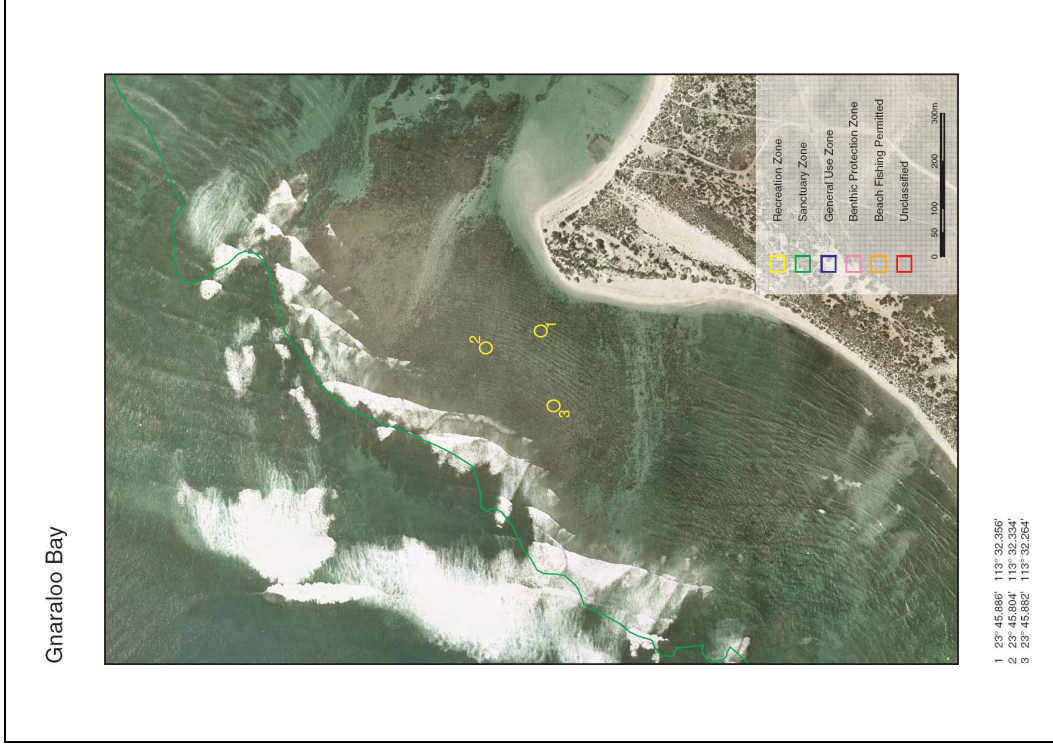 Gnaraloo Bay
2
1
3
Recreation Zone
Sanctuary Zone
General Use Zone
Benthic Protection Zone
Beach Fishing Permitted
Unclassified
0 50 100 200 300m
1 23° 45.886' 113° 32.356'
2 23° 45.804' 113° 32.334'
3 23° 45.882' 113° 32.264'